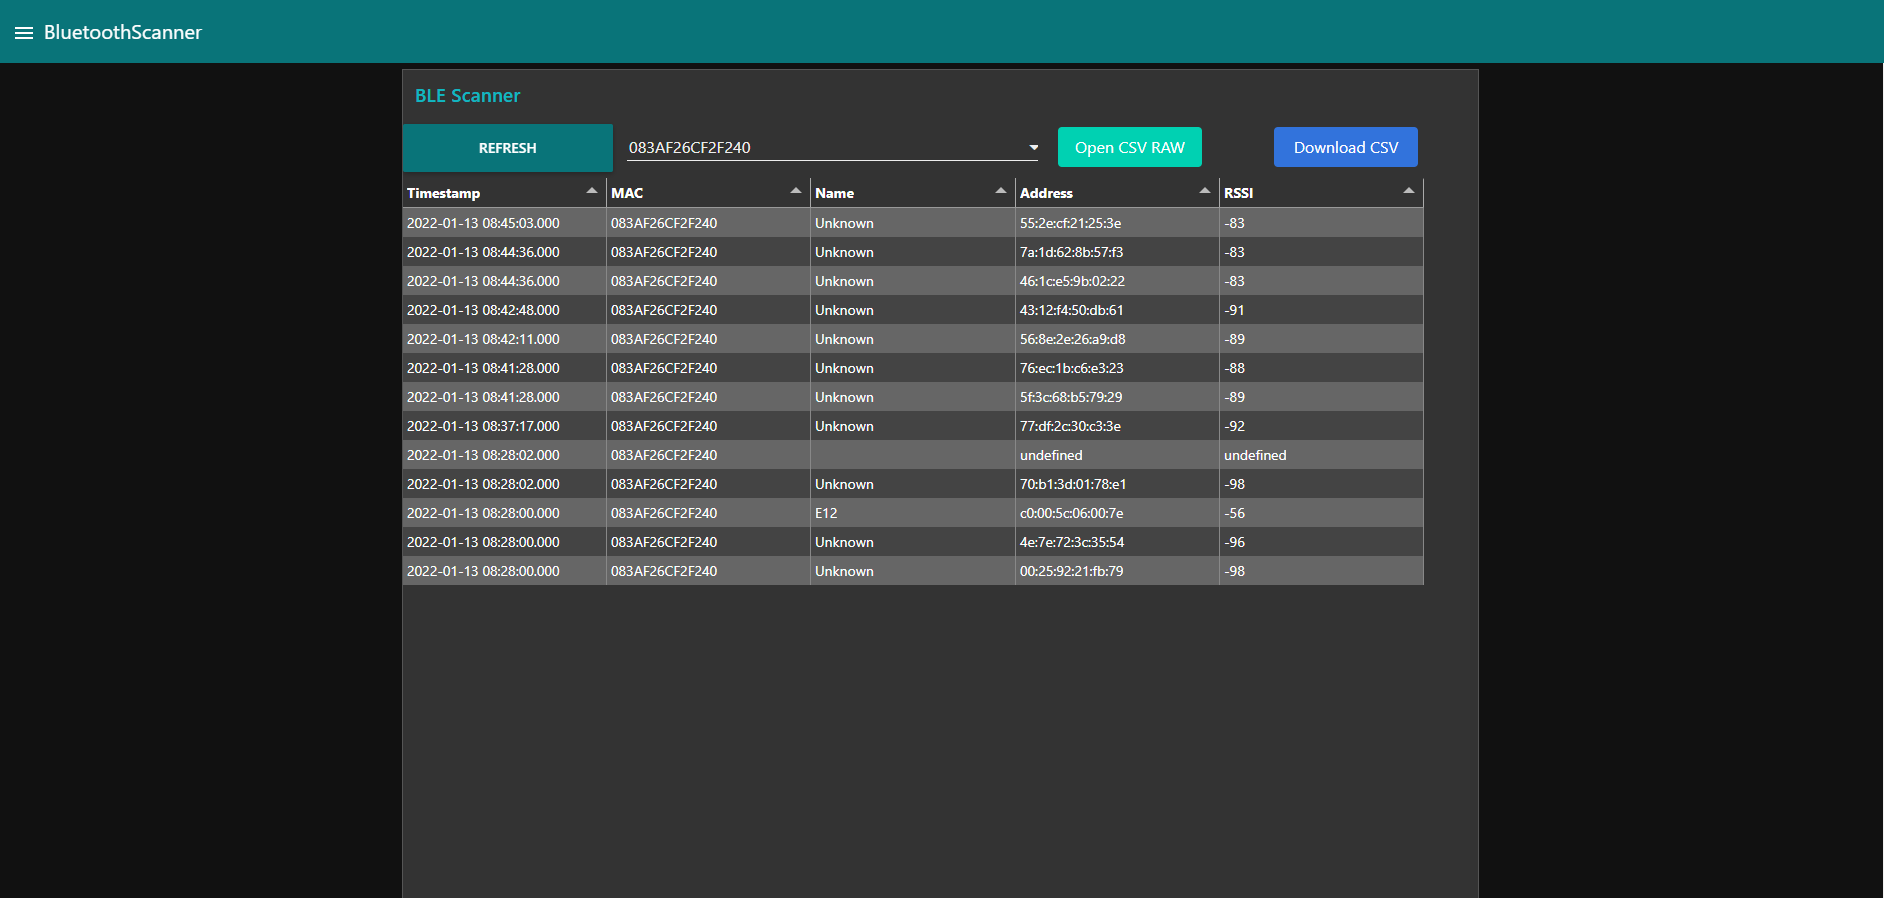 BluetoothScanner
BLE Scanner
REFRESH 083AF26CF2F240 Open CSV RAW Download CSV
Timestamp MAC Name Address RSSI
2022-01-13 08:45:03.000 083AF26CF2F240 Unknown 55:2e:cf:21:25:3e -83
2022-01-13 08:44:36.000 083AF26CF2F240 Unknown 7a:1d:62:8b:57:f3 -83
2022-01-13 08:44:36.000 083AF26CF2F240 Unknown 46:1c:e5:9b:02:22 -83
2022-01-13 08:42:48.000 083AF26CF2F240 Unknown 43:12:f4:50:db:61 -91
2022-01-13 08:42:11.000 083AF26CF2F240 Unknown 56:8e:2e:26:a9:d8 -89
2022-01-13 08:41:28.000 083AF26CF2F240 Unknown 76:ec:1b:c6:e3:23 -88
2022-01-13 08:41:28.000 083AF26CF2F240 Unknown 5f:3c:68:b5:79:29 -89
2022-01-13 08:37:17.000 083AF26CF2F240 Unknown 77:df:2c:30:c3:3e -92
2022-01-13 08:28:02.000 083AF26CF2F240 undefined undefined
2022-01-13 08:28:02.000 083AF26CF2F240 Unknown 70:b1:3d:01:78:e1 -98
2022-01-13 08:28:00.000 083AF26CF2F240 E12 c0:00:5c:06:00:7e -56
2022-01-13 08:28:00.000 083AF26CF2F240 Unknown 4e:7e:72:3c:35:54 -96
2022-01-13 08:28:00.000 083AF26CF2F240 Unknown 00:25:92:21:fb:79 -98